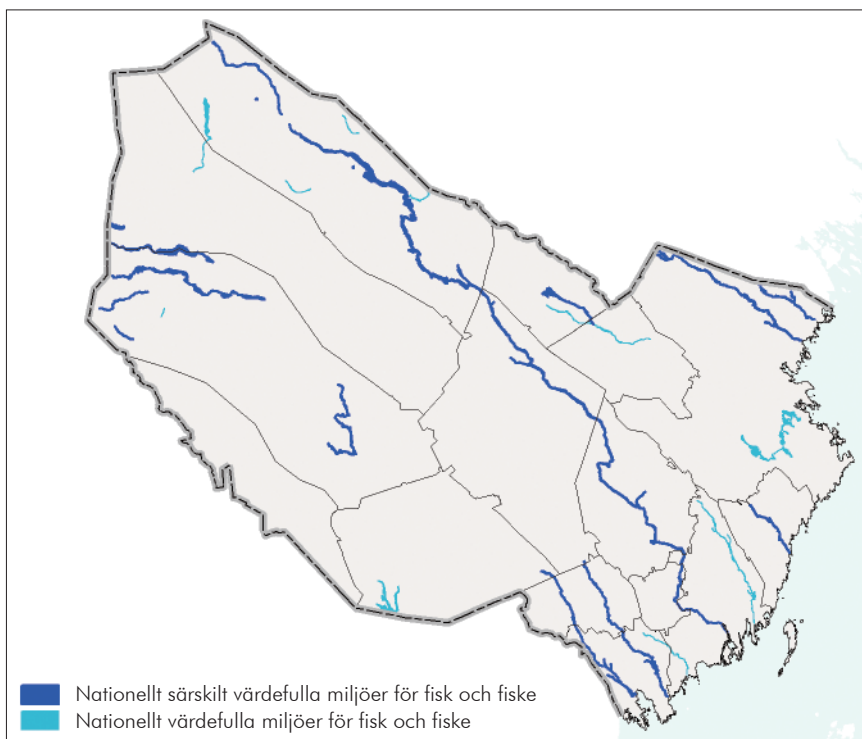 Nationellt särskilt värdefulla miljöer för fisk och fiske
Nationellt värdefulla miljöer för fisk och fiske